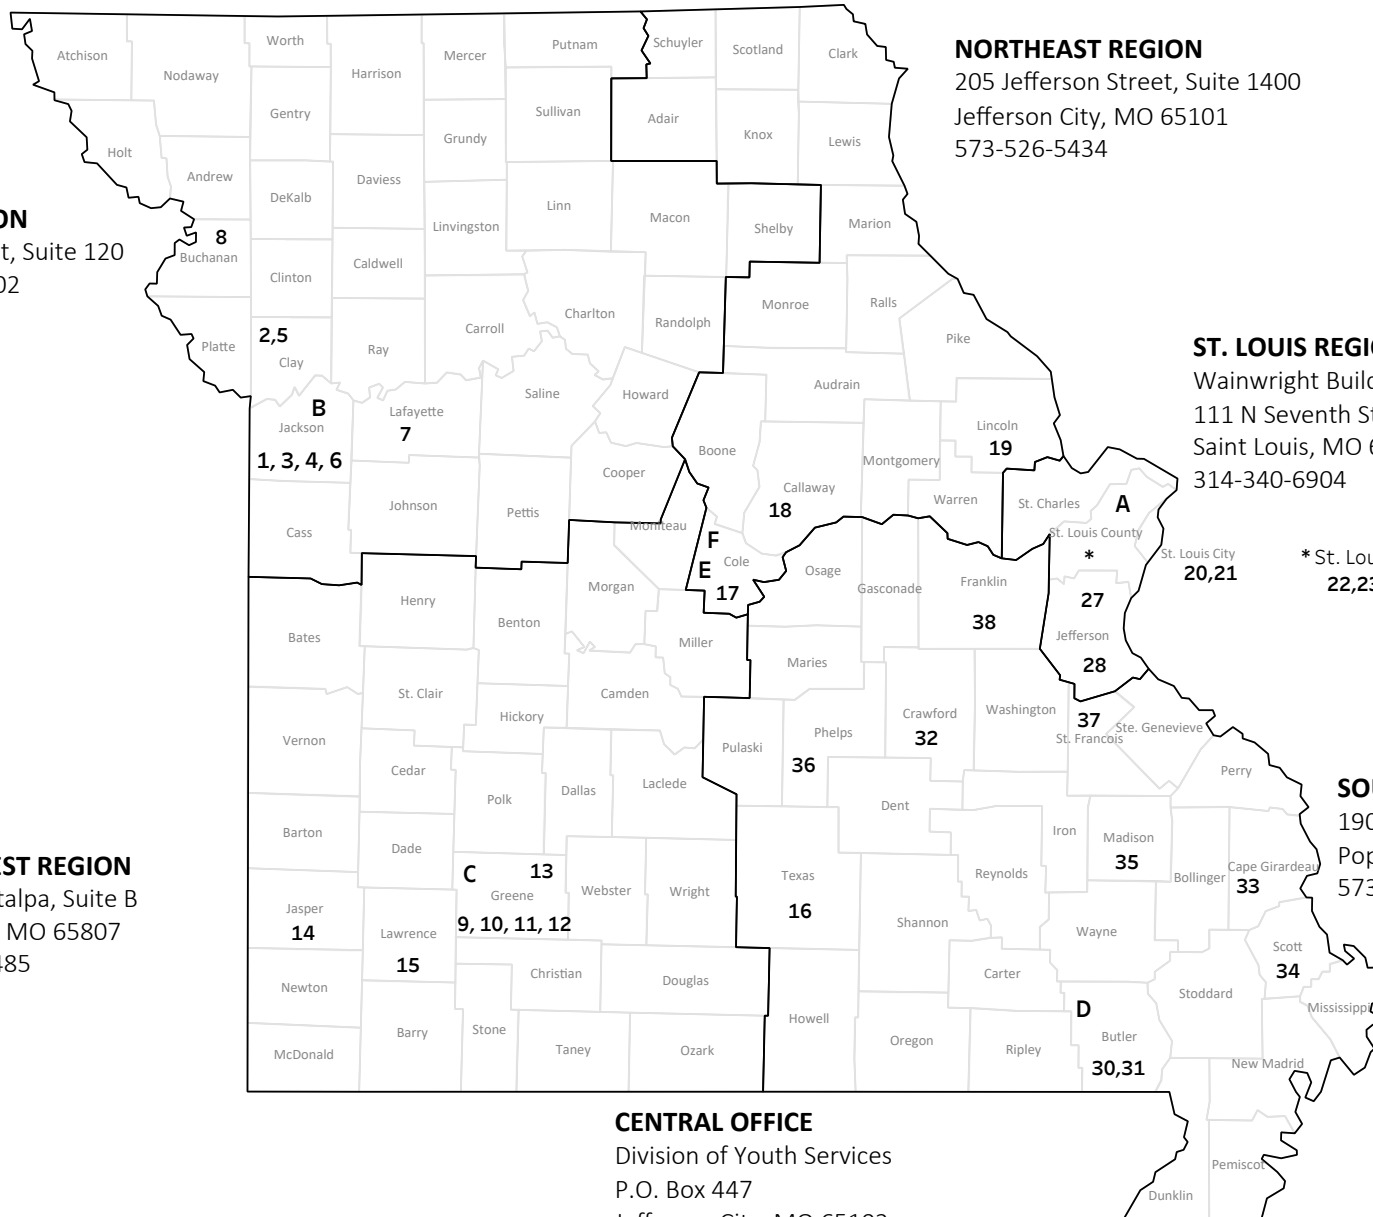 NORTHEAST REGION
205 Jefferson Street, Suite 1400
Jefferson City, MO 65101
573-526-5434
Atchison
Nodaway
Worth
Harrison
Mercer
Putnam
Schuyler
Scotland
Clark
Gentry
Sullivan
Adair
Knox
Lewis
Holt
Andrew
DeKalb
Daviess
Grundy
Linvingston
Linn
Macon
Shelby
Marion
ON
t, Suite 120
02
8
Buchanan
Clinton
Caldwell
Carroll
Charlton
Randolph
Monroe
Ralls
Pike
Platte
2,5
Clay
Ray
Saline
Howard
Audrain
ST. LOUIS REGI
Wainwright Build
111 N Seventh St
Saint Louis, MO 6
314-340-6904
B
Jackson
1, 3, 4, 6
Lafayette
7
Boone
Callaway
18
Montgomery
Lincoln
19
Warren
St. Charles
A
St. Louis County
*
St. Louis City
20,21
* St. Lou
22,23
Cass
Johnson
Pettis
Cooper
Moniteau
F
E
Cole
17
Osage
Gasconade
Franklin
38
27
Jefferson
28
Bates
Henry
Benton
Morgan
Miller
Maries
St. Clair
Hickory
Camden
Pulaski
Phelps
36
Crawford
32
Washington
37
St. Francois
Ste. Genevieve
Perry
Vernon
Cedar
Polk
Dallas
Laclede
Dent
Iron
Madison
35
Bollinger
Cape Girardeau
33
SOU
190
Pop
573
Barton
Dade
C
13
Greene
9, 10, 11, 12
Webster
Wright
Texas
16
Reynolds
Shannon
Wayne
EST REGION
talpa, Suite B
MO 65807
485
Jasper
14
Lawrence
15
Christian
Douglas
Carter
Stoddard
Scott
34
Mississippi
Newton
McDonald
Barry
Stone
Taney
Ozark
Howell
Oregon
Ripley
D
Butler
30,31
New Madrid
Pemiscot
Dunklin
CENTRAL OFFICE
Division of Youth Services
P.O. Box 447
Jefferson City, MO 65102